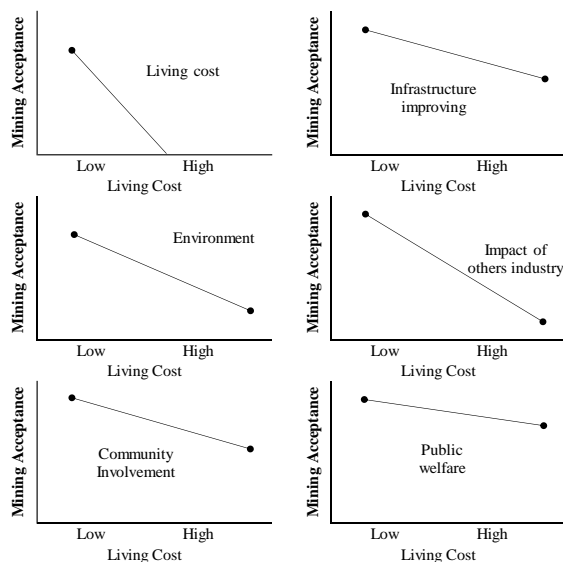 Mining Acceptance
Living cost
Low High
Living Cost
Mining Acceptance
Infrastructure
improving
Low High
Living Cost
Mining Acceptance
Environment
Low High
Living Cost
Mining Acceptance
Impact of
others industry
Low High
Living Cost
Mining Acceptance
Community
Involvement
Low High
Living Cost
Mining Acceptance
Public
welfare
Low High
Living Cost